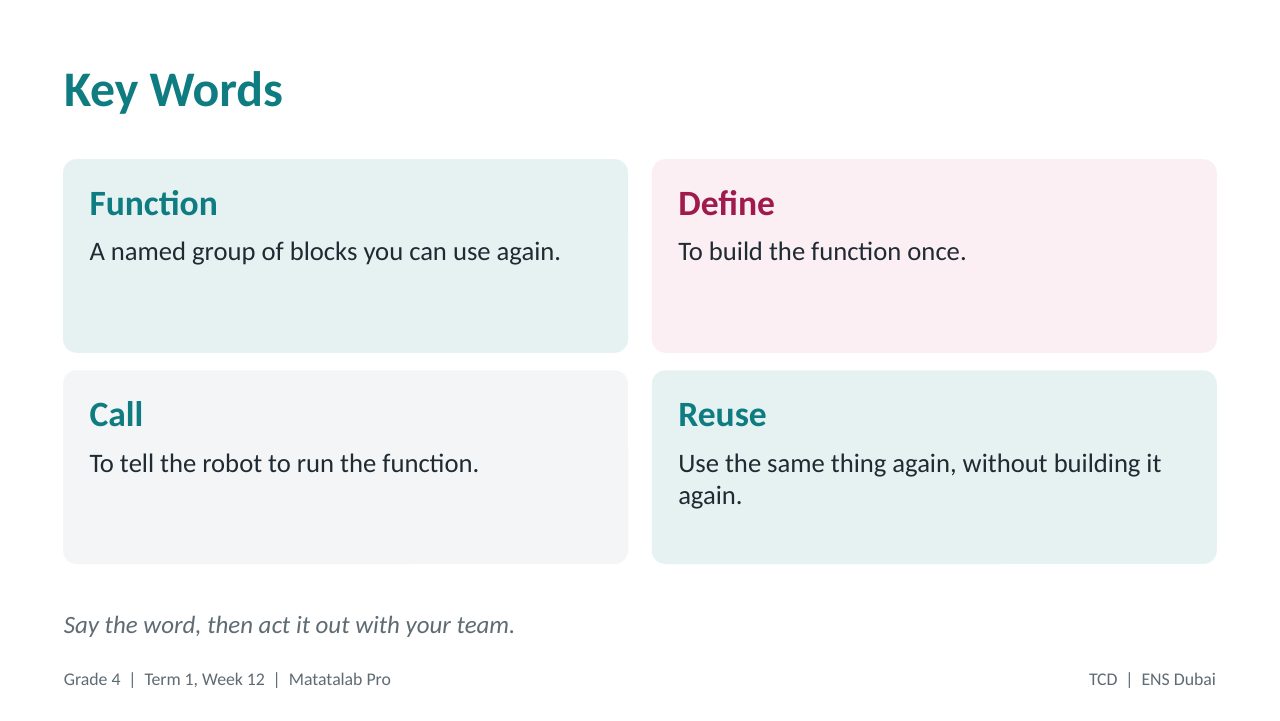 Key Words
Function
A named group of blocks you can use again.
Define
To build the function once.
Call
To tell the robot to run the function.
Reuse
Use the same thing again, without building it
again.
Say the word, then act it out with your team.
Grade 4 | Term 1, Week 12 | Matatalab Pro
TCD | ENS Dubai